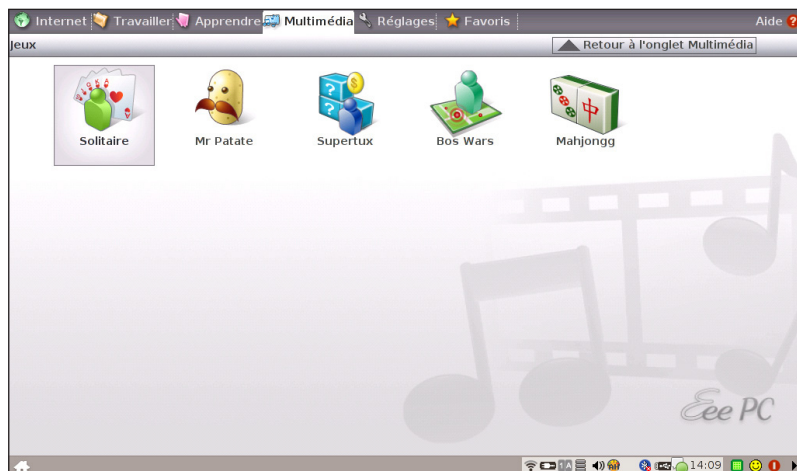 Internet Travailler Apprendre Multimédia Réglages Favoris Aide
Jeux Retour à l'onglet Multimédia
Solitaire Mr Patate Supertux Bos Wars Mahjongg
Eee PC
14:09